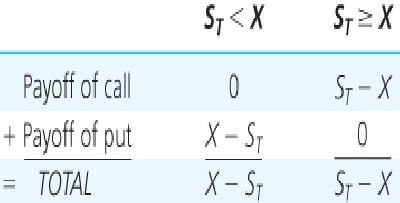 S_T < X S_T ≥ X
Payoff of call 0 S_T – X
+ Payoff of put X – S_T 0
= TOTAL X – S_T S_T – X